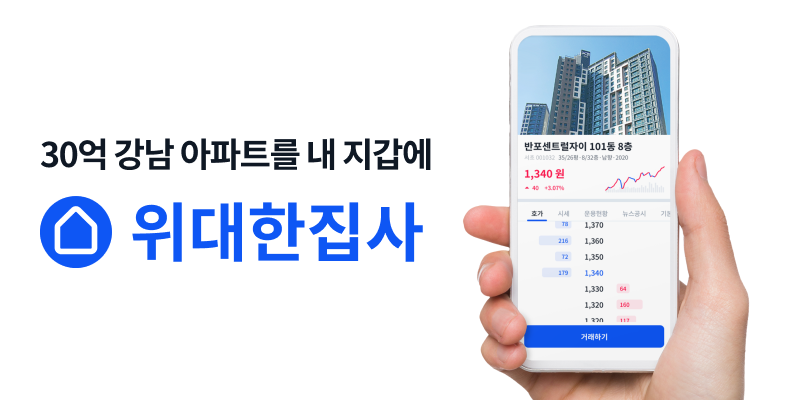 30억 강남 아파트를 내 지갑에
위대한집사
반포센트럴자이 101동 8층
서초 001032 35/26평·8/32층·남향·2020
1,340 원
▲ 40 +3.07%
호가 시세 운용현황 뉴스공시 기본
78 1,370
216 1,360
72 1,350
179 1,340
1,330 64
1,320 160
1,320 117
거래하기